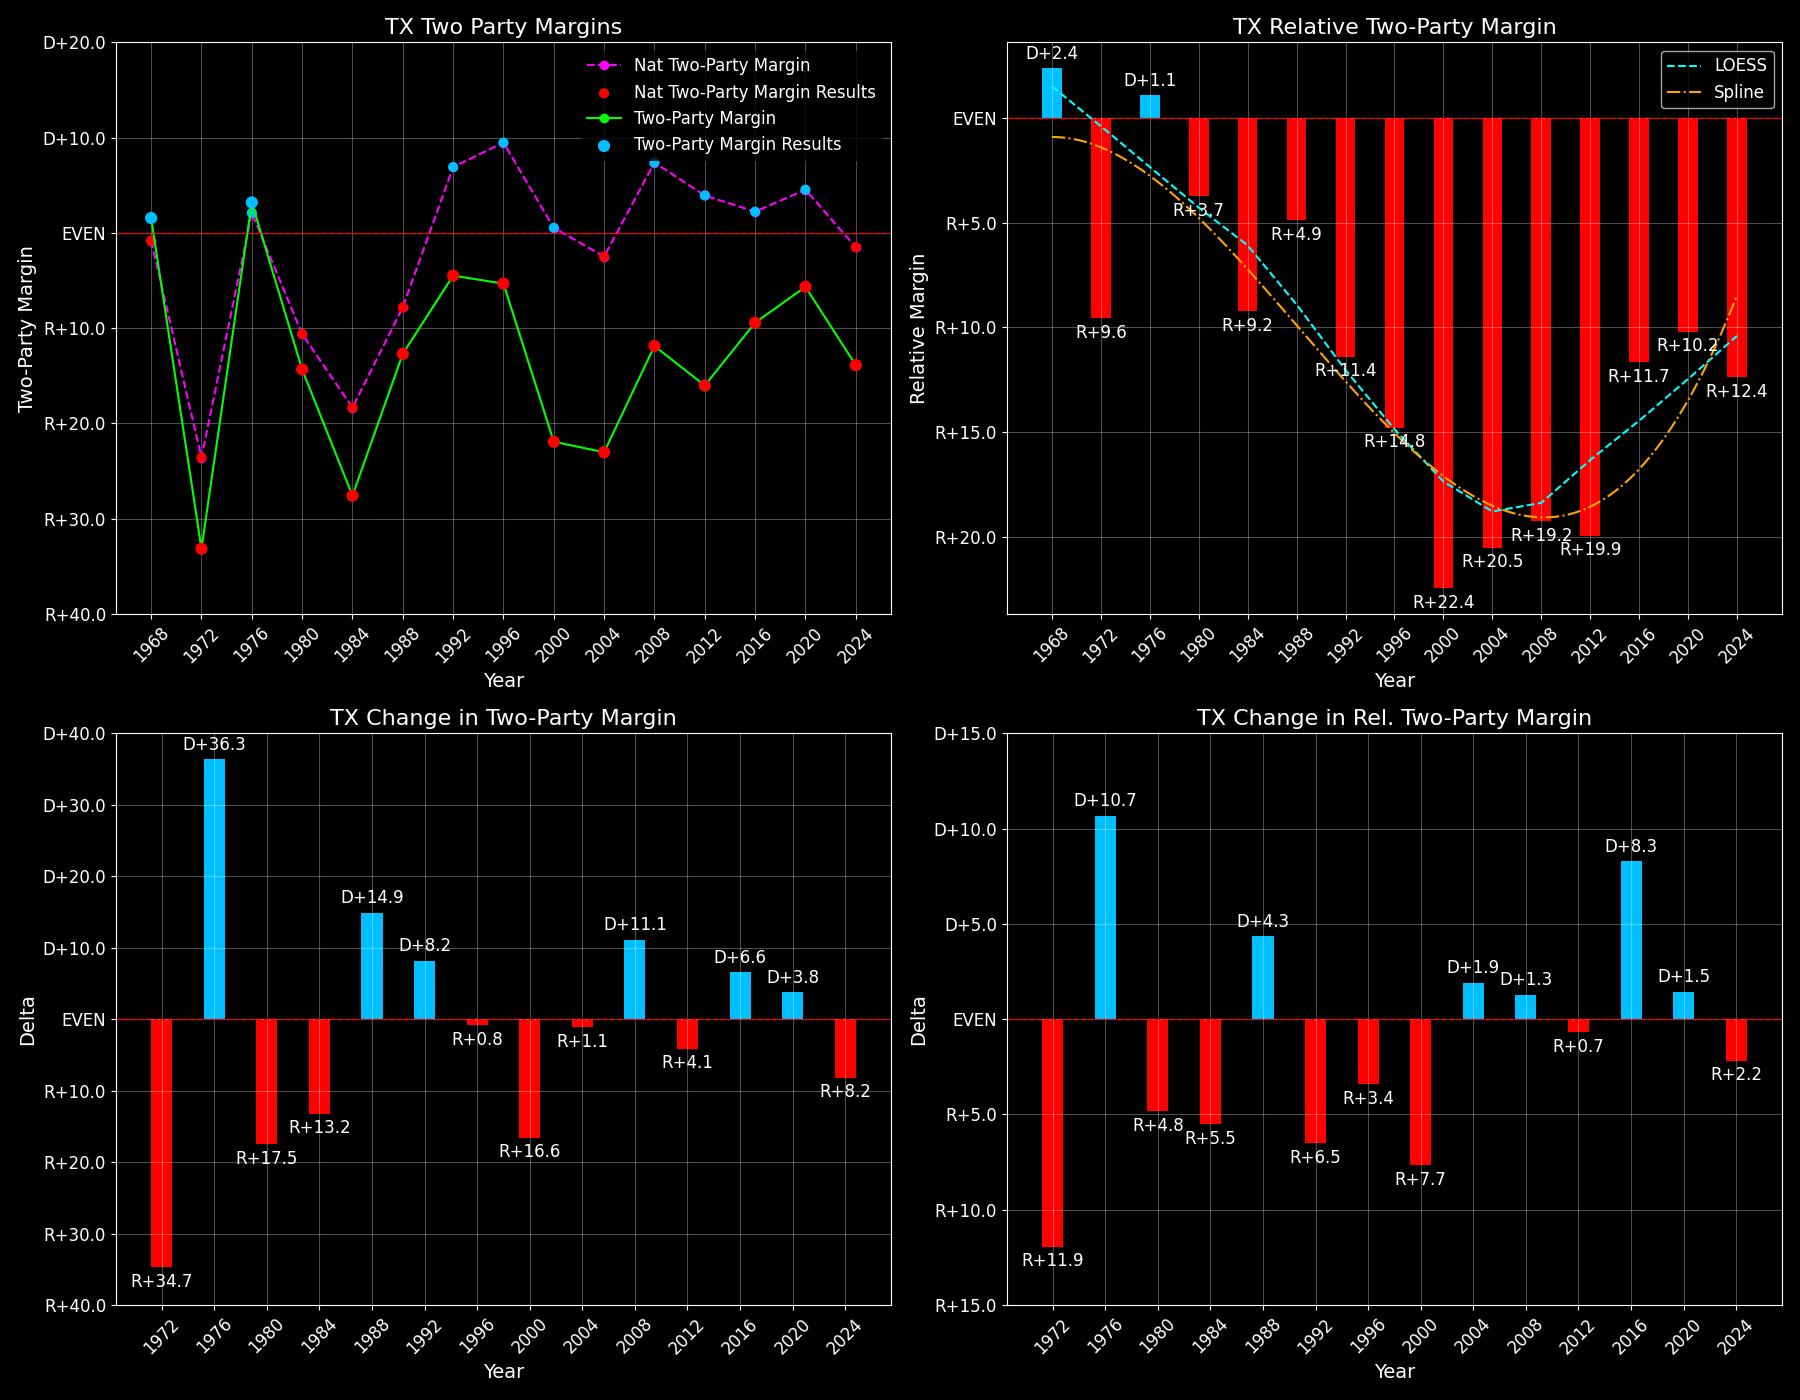 TX Two Party Margins
D+20.0
D+10.0
EVEN
R+10.0
R+20.0
R+30.0
R+40.0
Two-Party Margin
Nat Two-Party Margin
Nat Two-Party Margin Results
Two-Party Margin
Two-Party Margin Results
1968 1972 1976 1980 1984 1988 1992 1996 2000 2004 2008 2012 2016 2020 2024
Year
TX Relative Two-Party Margin
EVEN
R+5.0
R+10.0
R+15.0
R+20.0
Relative Margin
LOESS
Spline
D+2.4
R+9.6
D+1.1
R+3.7
R+9.2
R+4.9
R+11.4
R+14.8
R+22.4
R+20.5
R+19.2
R+19.9
R+11.7
R+10.2
R+12.4
1968 1972 1976 1980 1984 1988 1992 1996 2000 2004 2008 2012 2016 2020 2024
Year
TX Change in Two-Party Margin
D+40.0
D+30.0
D+20.0
D+10.0
EVEN
R+10.0
R+20.0
R+30.0
R+40.0
Delta
R+34.7
D+36.3
R+17.5
R+13.2
D+14.9
D+8.2
R+0.8
R+16.6
R+1.1
D+11.1
R+4.1
D+6.6
D+3.8
R+8.2
1972 1976 1980 1984 1988 1992 1996 2000 2004 2008 2012 2016 2020 2024
Year
TX Change in Rel. Two-Party Margin
D+15.0
D+10.0
D+5.0
EVEN
R+5.0
R+10.0
R+15.0
Delta
R+11.9
D+10.7
R+4.8
R+5.5
D+4.3
R+6.5
R+3.4
R+7.7
D+1.9
D+1.3
R+0.7
D+8.3
D+1.5
R+2.2
1972 1976 1980 1984 1988 1992 1996 2000 2004 2008 2012 2016 2020 2024
Year